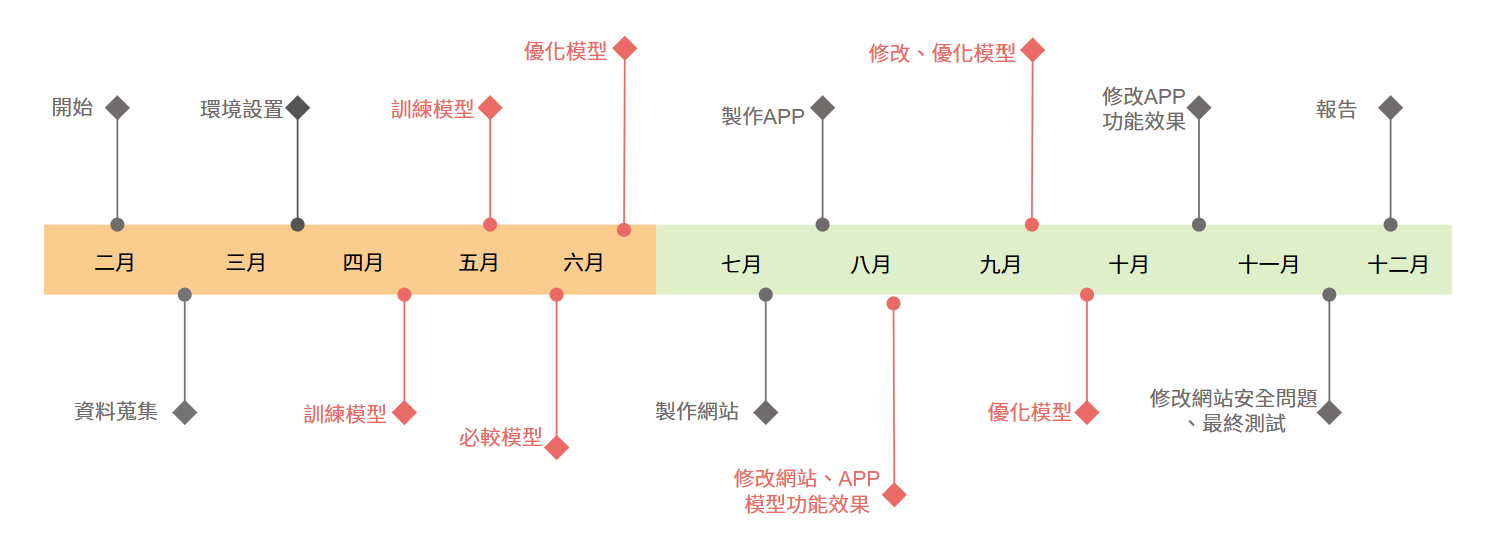 優化模型
修改、優化模型
開始
環境設置
訓練模型
製作APP
修改APP
功能效果
報告
二月
三月
四月
五月
六月
七月
八月
九月
十月
十一月
十二月
資料蒐集
訓練模型
必較模型
製作網站
修改網站、APP
模型功能效果
優化模型
修改網站安全問題
、最終測試